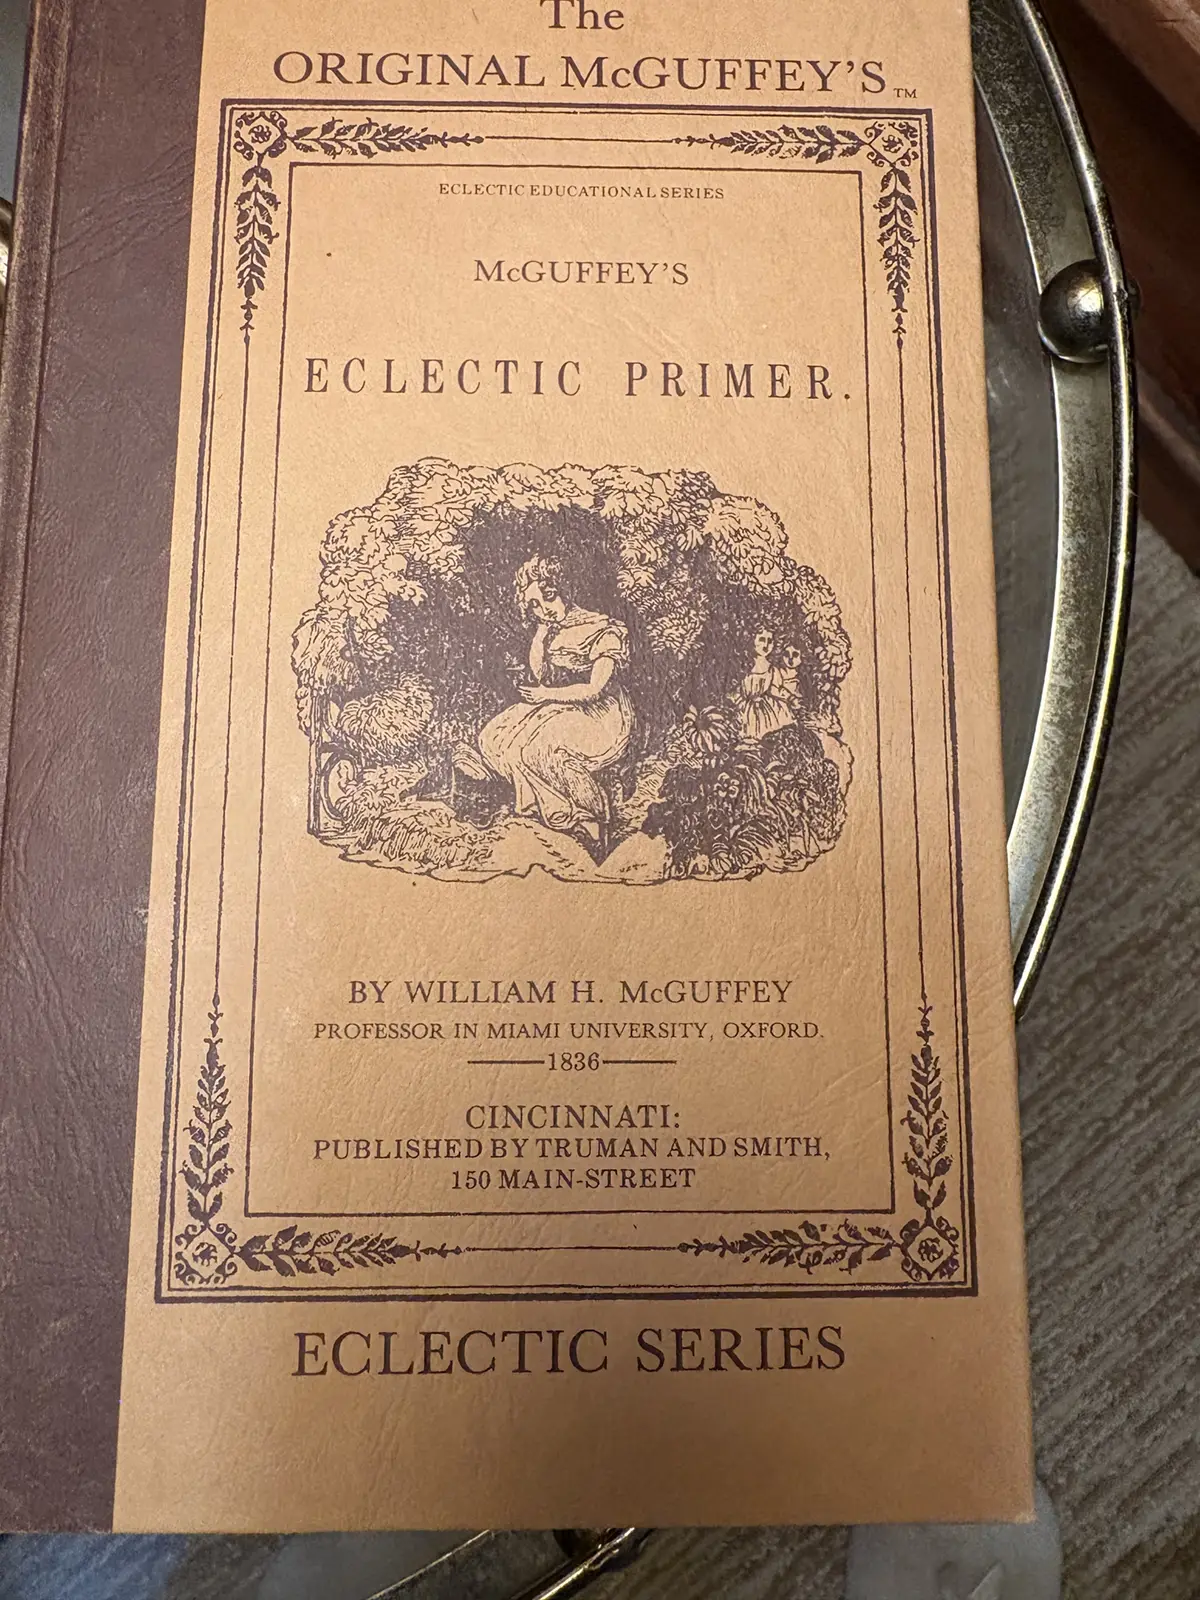 The
ORIGINAL McGUFFEY'S™
ECLECTIC EDUCATIONAL SERIES
McGUFFEY'S
ECLECTIC PRIMER.
BY WILLIAM H. McGUFFEY
PROFESSOR IN MIAMI UNIVERSITY, OXFORD.
1836
CINCINNATI:
PUBLISHED BY TRUMAN AND SMITH,
150 MAIN-STREET
ECLECTIC SERIES